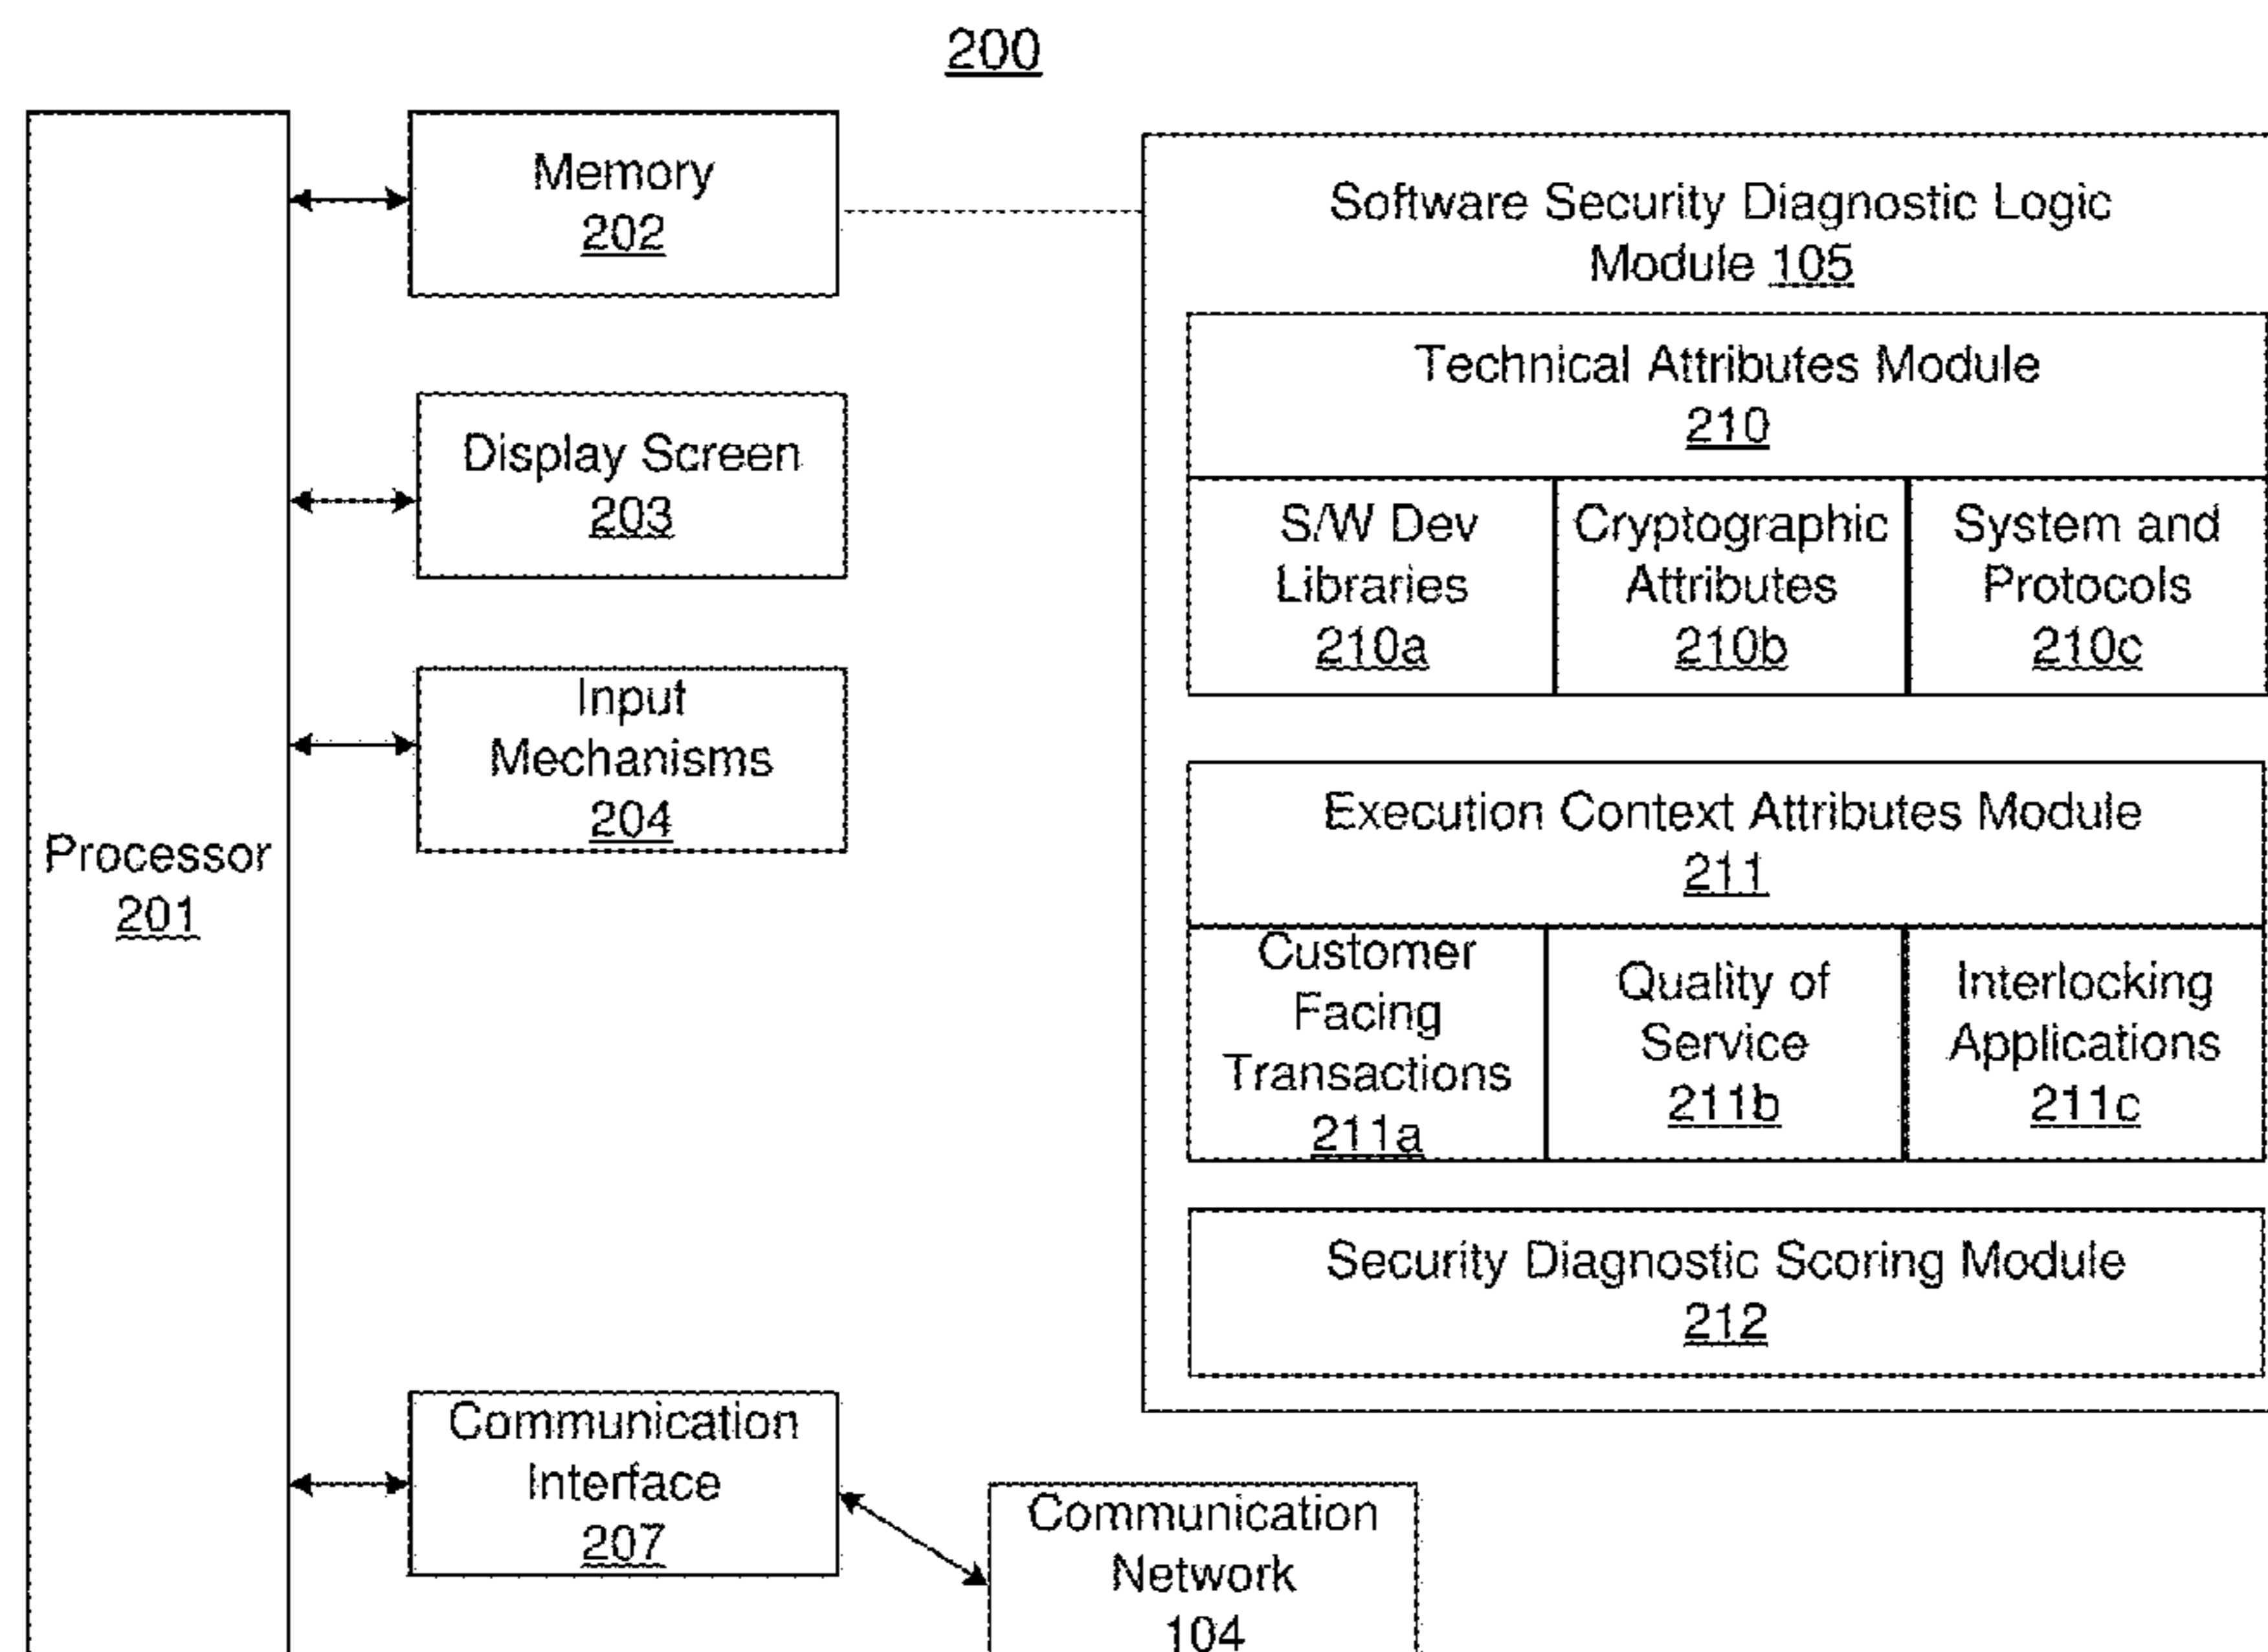 200
Processor
201
Memory
202
Display Screen
203
Input
Mechanisms
204
Communication
Interface
207
Communication
Network
104
Software Security Diagnostic Logic
Module 105
Technical Attributes Module
210
S/W Dev
Libraries
210a
Cryptographic
Attributes
210b
System and
Protocols
210c
Execution Context Attributes Module
211
Customer
Facing
Transactions
211a
Quality of
Service
211b
Interlocking
Applications
211c
Security Diagnostic Scoring Module
212